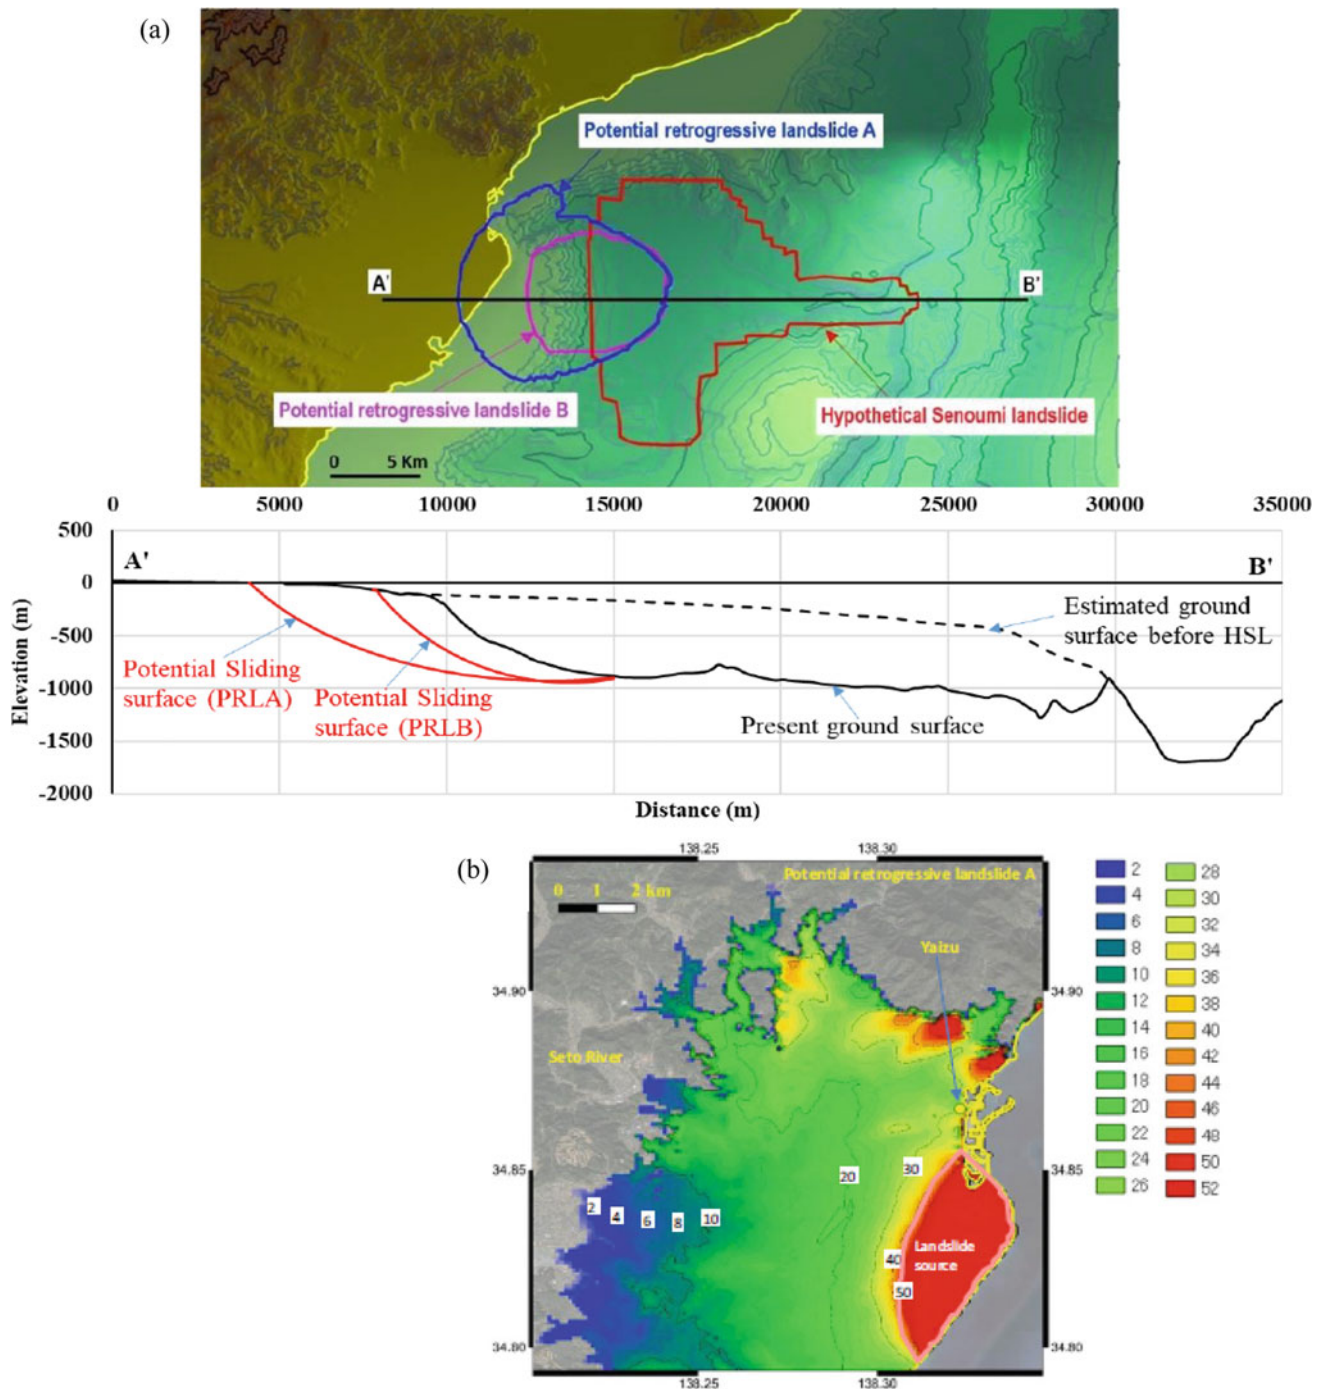 (a)
Potential retrogressive landslide A
A'
B'
Potential retrogressive landslide B
Hypothetical Senoumi landslide
0 5 Km
0 5000 10000 15000 20000 25000 30000 35000
500
A'
B'
0
Estimated ground
surface before HSL
-500
Potential Sliding
surface (PRLA)
Potential Sliding
surface (PRLB)
-1000
Present ground surface
-1500
-2000
Elevation (m)
Distance (m)
(b)
138.25 138.30
Potential retrogressive landslide A
0 1 2 km
Yaizu
34.90 34.90
Seto River
34.85 34.85
20 30
2 4 6 8 10
Landslide
source
40
50
34.80 34.80
138.25 138.30
2 28
4 30
6 32
8 34
10 36
12 38
14 40
16 42
18 44
20 46
22 48
24 50
26 52